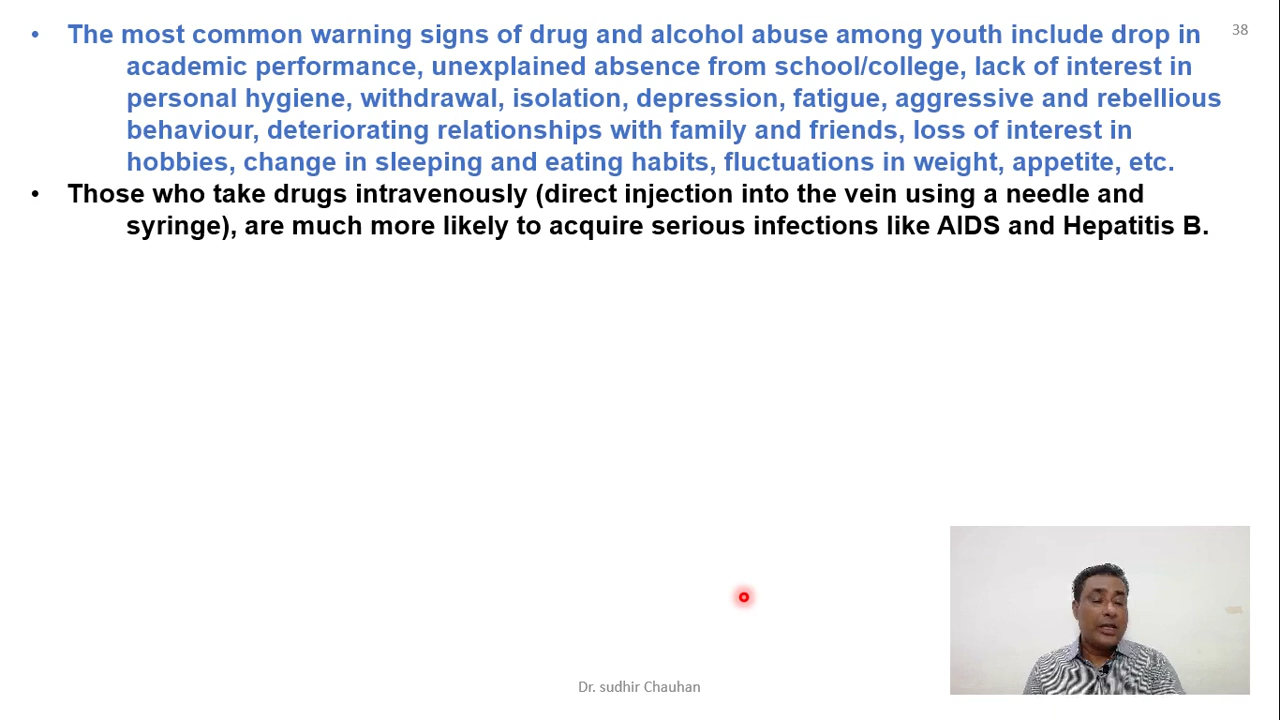 38
• The most common warning signs of drug and alcohol abuse among youth include drop in
academic performance, unexplained absence from school/college, lack of interest in
personal hygiene, withdrawal, isolation, depression, fatigue, aggressive and rebellious
behaviour, deteriorating relationships with family and friends, loss of interest in
hobbies, change in sleeping and eating habits, fluctuations in weight, appetite, etc.
• Those who take drugs intravenously (direct injection into the vein using a needle and
syringe), are much more likely to acquire serious infections like AIDS and Hepatitis B.
Dr. sudhir Chauhan